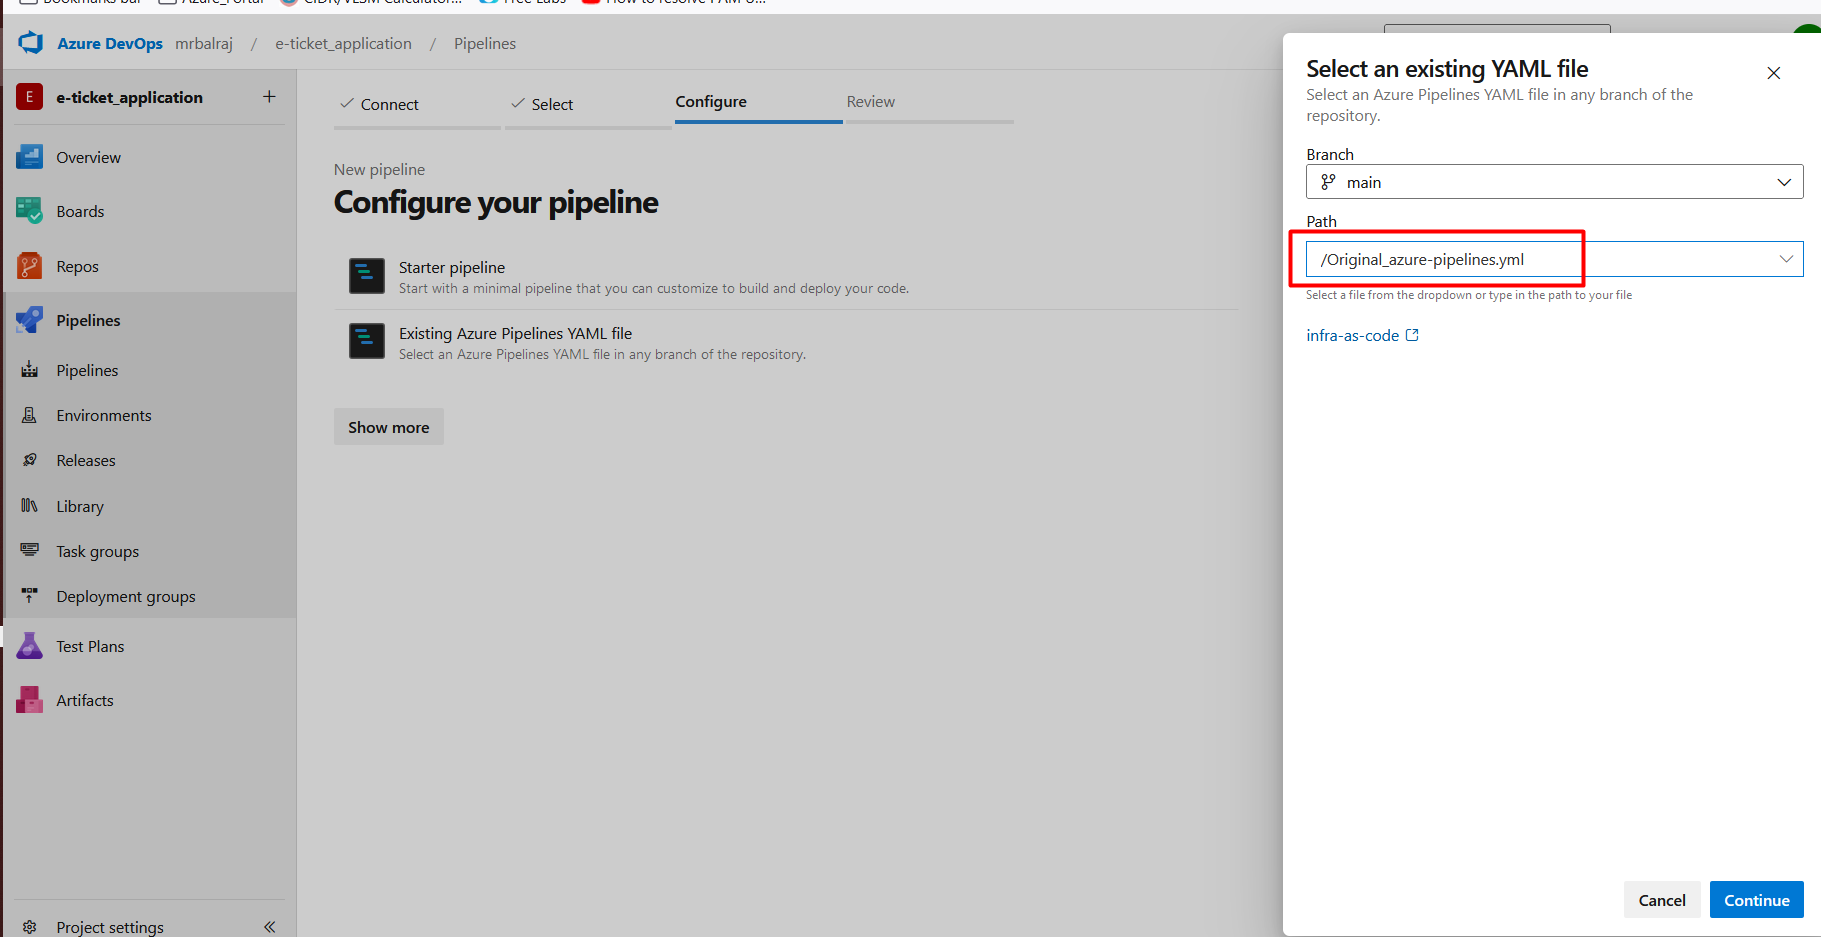 Azure DevOps mrbalraj / e-ticket_application / Pipelines
E e-ticket_application +
Overview
Boards
Repos
Pipelines
Pipelines
Environments
Releases
Library
Task groups
Deployment groups
Test Plans
Artifacts
Project settings
Connect
Select
Configure
Review
New pipeline
Configure your pipeline
Starter pipeline
Start with a minimal pipeline that you can customize to build and deploy your code.
Existing Azure Pipelines YAML file
Select an Azure Pipelines YAML file in any branch of the repository.
Show more
Select an existing YAML file
Select an Azure Pipelines YAML file in any branch of the
repository.
Branch
main
Path
/Original_azure-pipelines.yml
Select a file from the dropdown or type in the path to your file
infra-as-code
Cancel
Continue